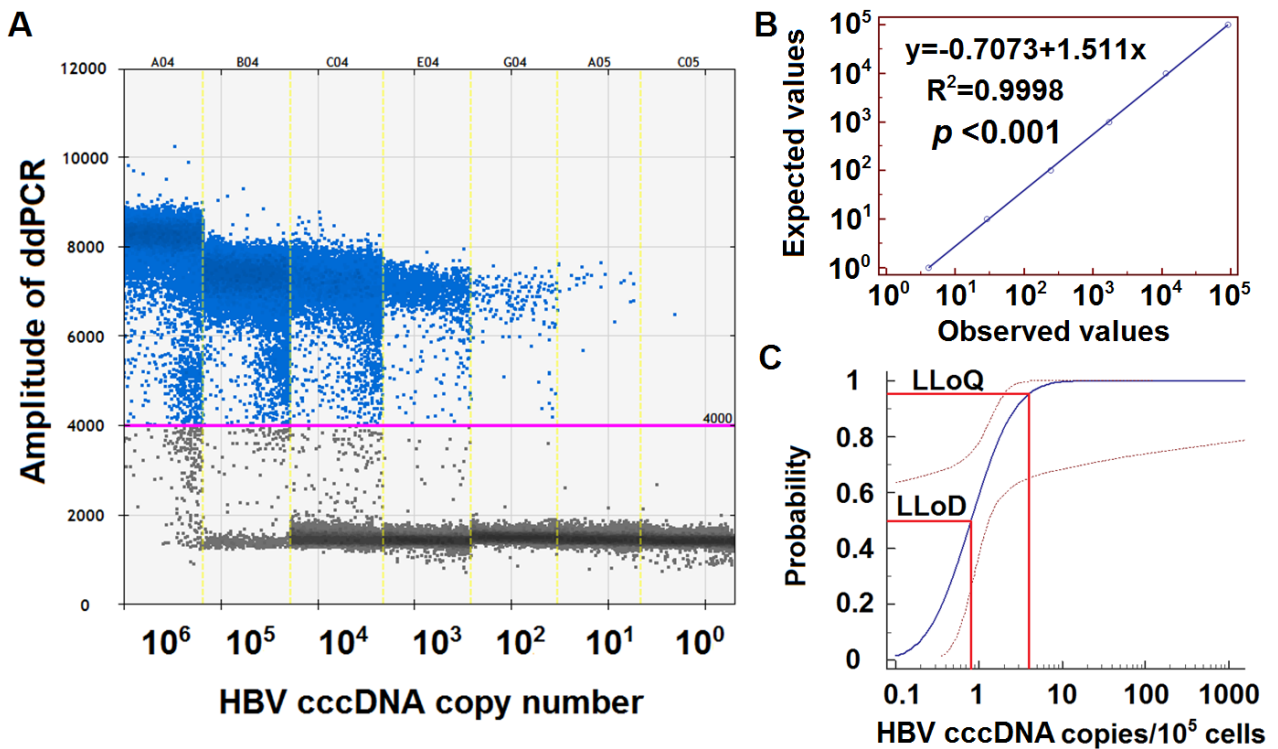 A
A04 B04 C04 E04 G04 A05 C05
12000
10000
8000
6000
4000
2000
0
4000
Amplitude of ddPCR
10⁶ 10⁵ 10⁴ 10³ 10² 10¹ 10⁰
HBV cccDNA copy number
B
y=-0.7073+1.511x
R²=0.9998
p <0.001
Expected values
10⁵
10⁴
10³
10²
10¹
10⁰
10⁰ 10¹ 10² 10³ 10⁴ 10⁵
Observed values
C
LLoQ
LLoD
Probability
1
0.8
0.6
0.4
0.2
0
0.1 1 10 100 1000
HBV cccDNA copies/10⁵ cells